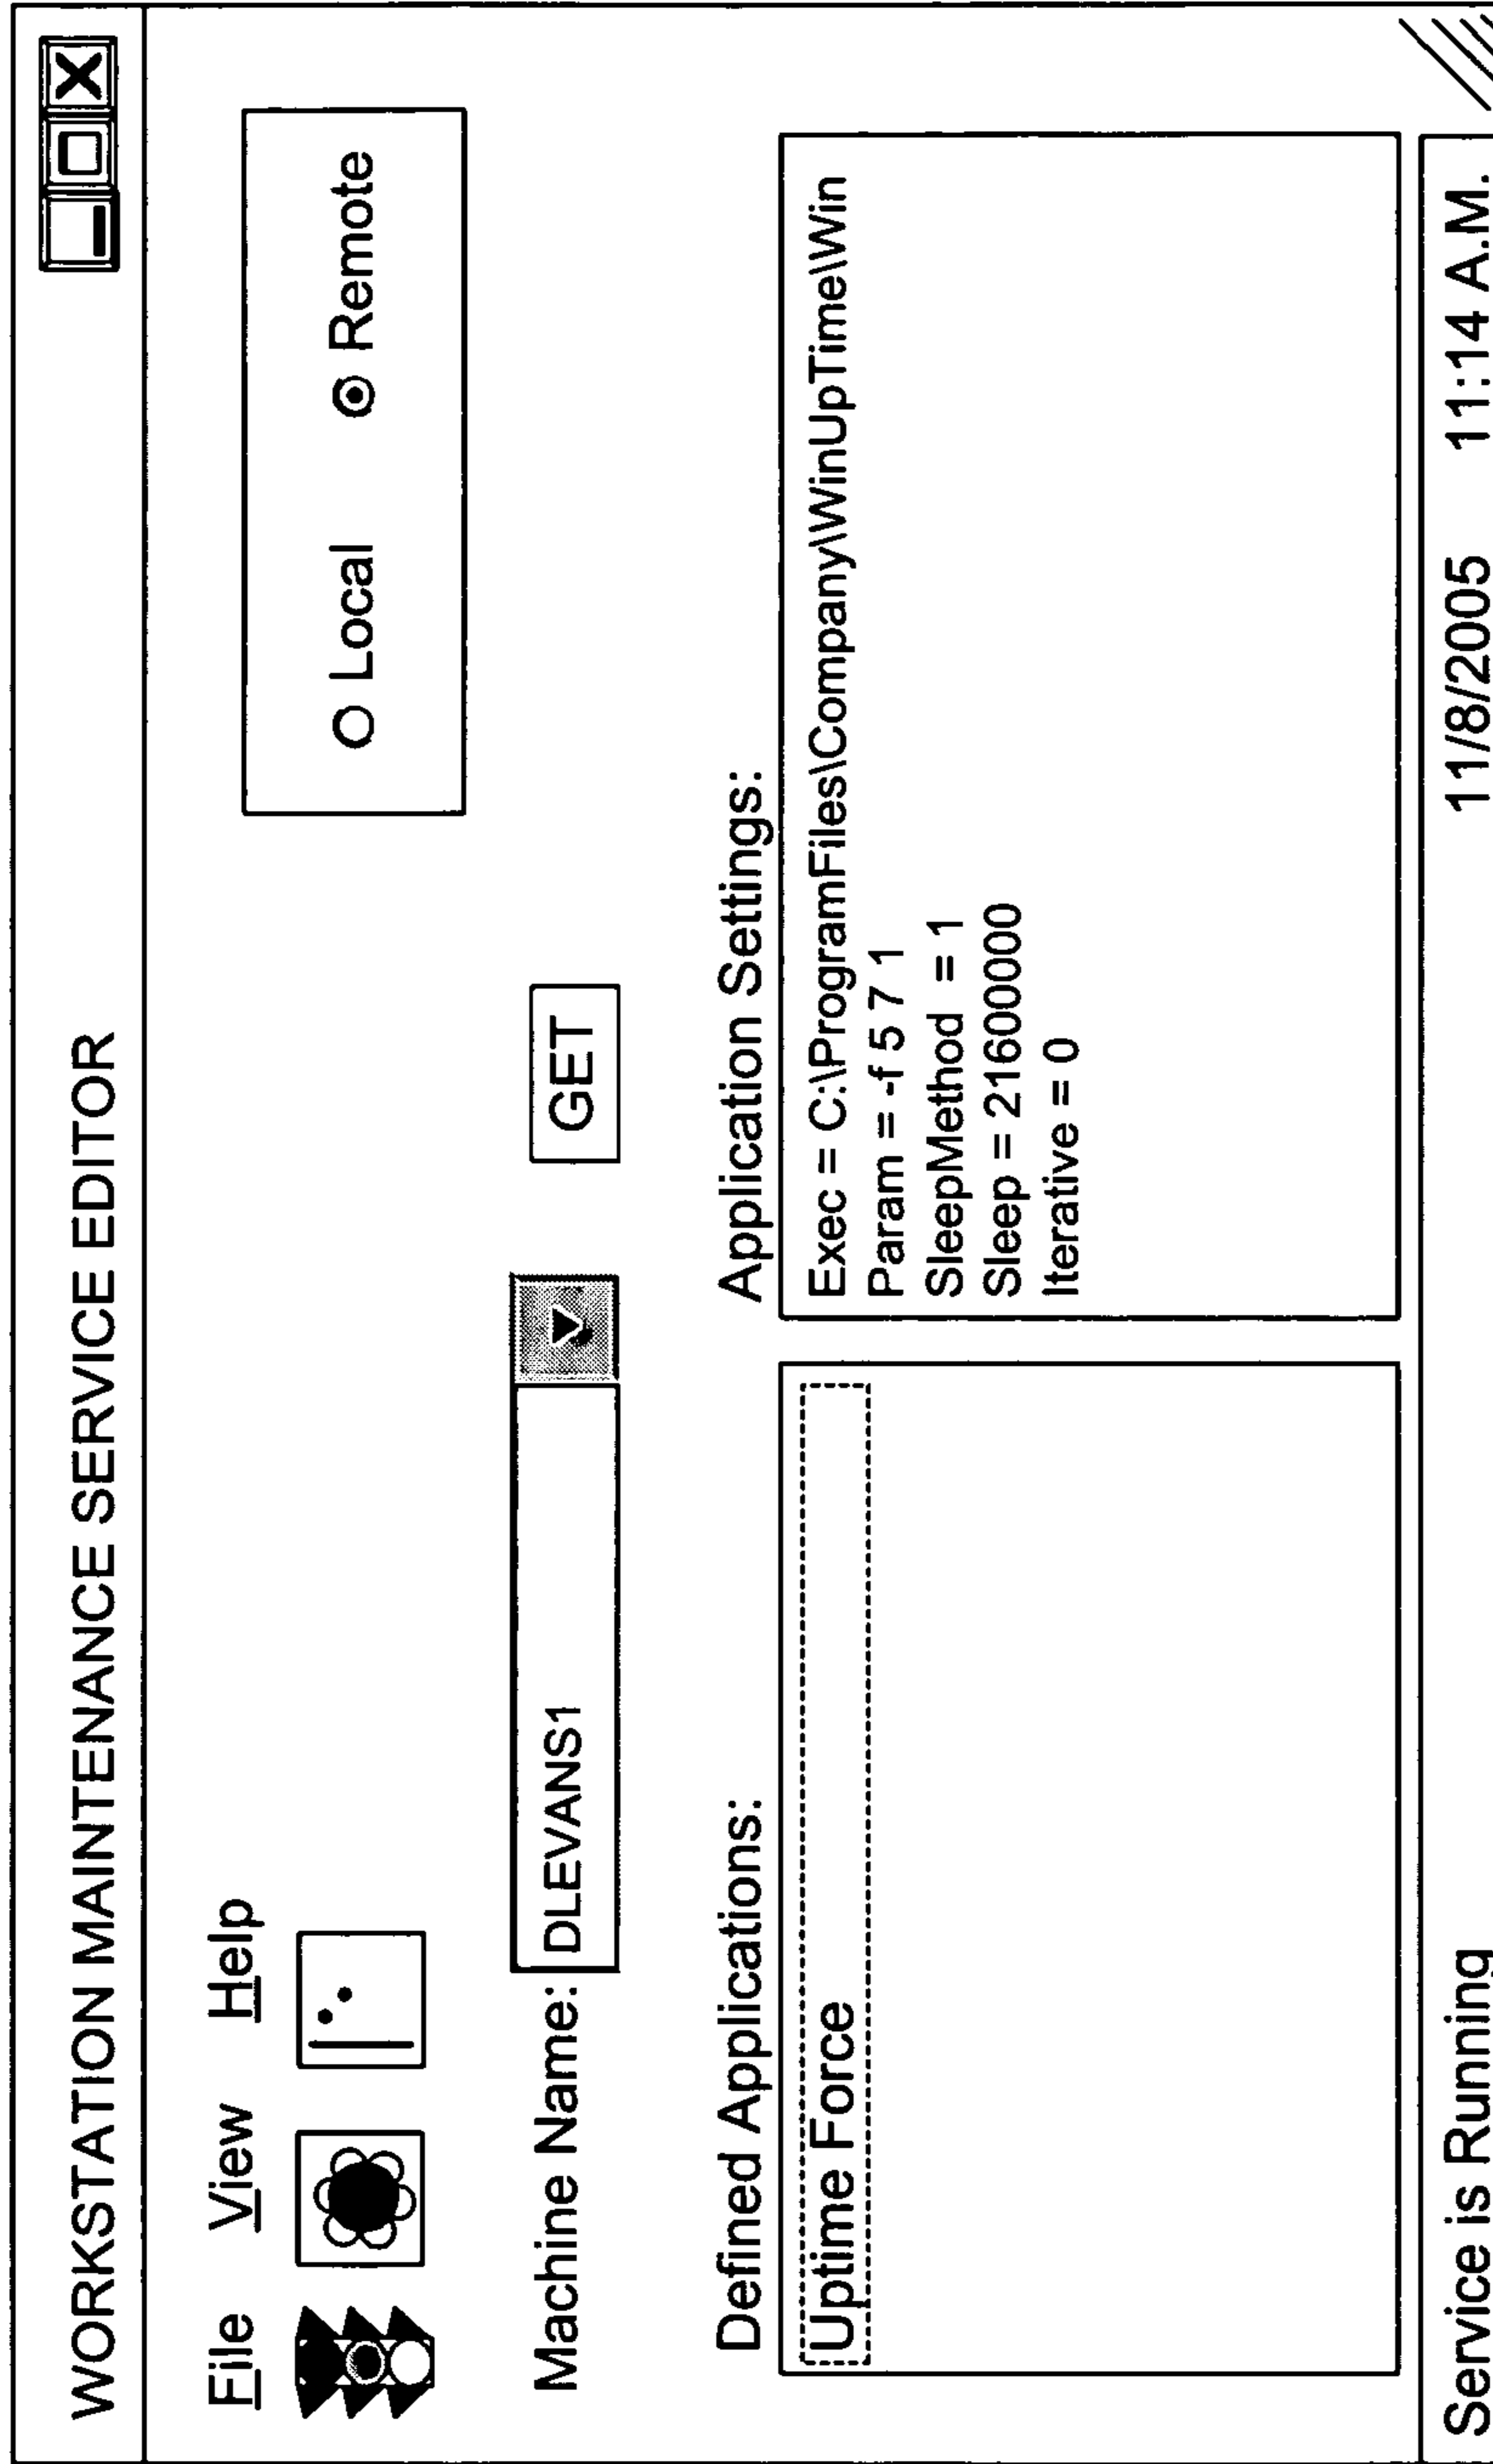 WORKSTATION MAINTENANCE SERVICE EDITOR
File View Help
Local Remote
Machine Name: DLEVANS1 GET
Defined Applications:
Uptime Force
Application Settings:
Exec = C:\ProgramFiles\Company\WinUpTime\Win
Param = -f 5 7 1
SleepMethod = 1
Sleep = 21600000
Iterative = 0
Service is Running 11/8/2005 11:14 A.M.